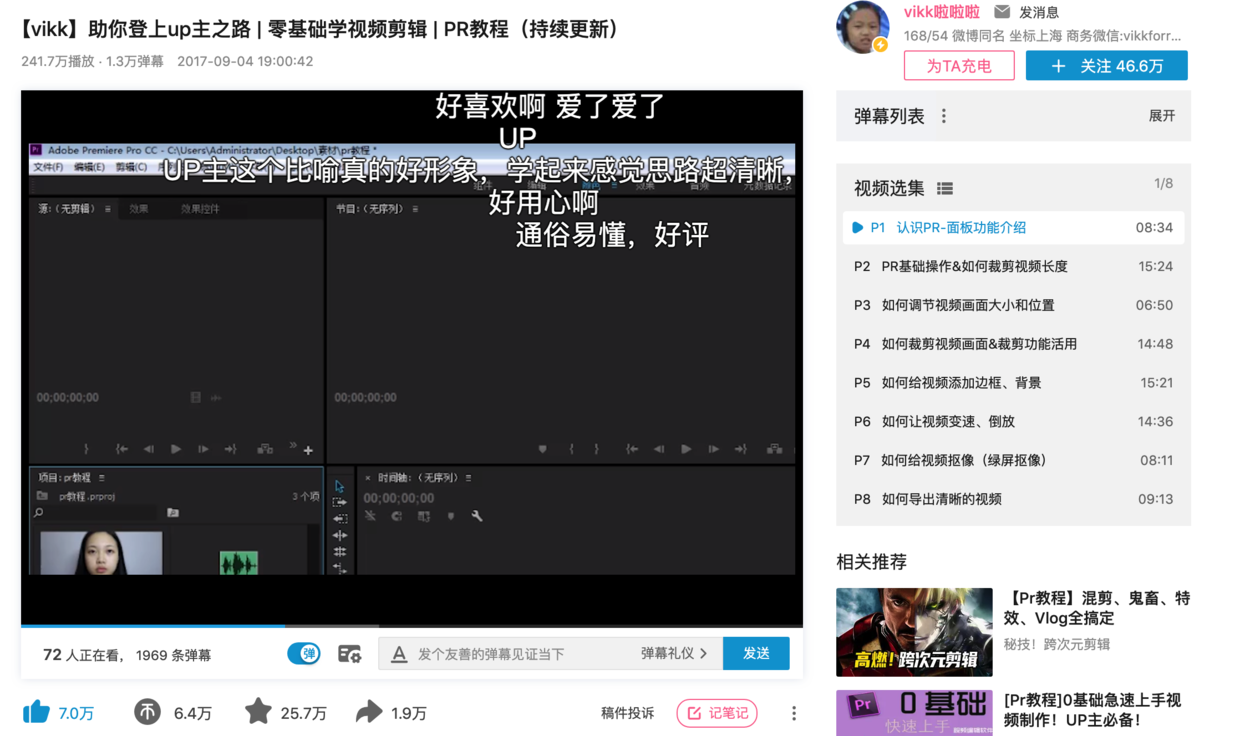 【vikk】助你登上up主之路 | 零基础学视频剪辑 | PR教程（持续更新）
241.7万播放 · 1.3万弹幕 2017-09-04 19:00:42
好喜欢啊 爱了爱了
UP
Adobe Premiere Pro CC - C:\Users\Administrator\Desktop\素材\pr教程 *
文件(F) 编辑(E) 剪辑(C)
UP主这个比喻真的好形象，学起来感觉思路超清晰，
好用心啊
源:（无剪辑） 效果 效果控件
节目:（无序列）
通俗易懂，好评
00;00;00;00
00;00;00;00
项目:pr教程
pr教程.prproj
3 个项
× 时间轴:（无序列）
00;00;00;00
72 人正在看， 1969 条弹幕
弹
A 发个友善的弹幕见证当下
弹幕礼仪 >
发送
7.0万
6.4万
25.7万
1.9万
稿件投诉
记笔记
vikk啦啦啦 发消息
168/54 微博同名 坐标上海 商务微信:vikkforr...
为TA充电
+ 关注 46.6万
弹幕列表
展开
视频选集
1/8
P1 认识PR-面板功能介绍 08:34
P2 PR基础操作&如何裁剪视频长度 15:24
P3 如何调节视频画面大小和位置 06:50
P4 如何裁剪视频画面&裁剪功能活用 14:48
P5 如何给视频添加边框、背景 15:21
P6 如何让视频变速、倒放 14:36
P7 如何给视频抠像（绿屏抠像） 08:11
P8 如何导出清晰的视频 09:13
相关推荐
高燃！跨次元剪辑
【Pr教程】混剪、鬼畜、特
效、Vlog全搞定
秘技！跨次元剪辑
Pr 0 基础
快速上手
[Pr教程]0基础急速上手视
频制作！UP主必备！